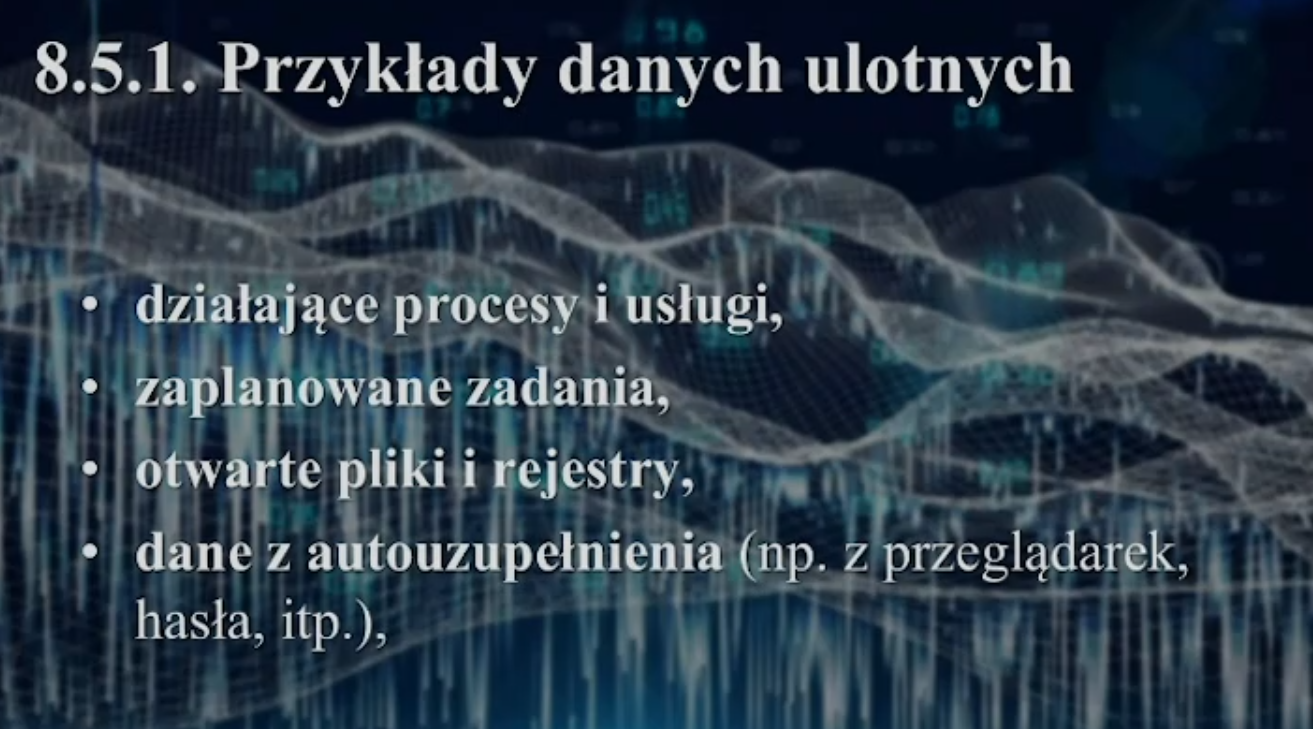 8.5.1. Przykłady danych ulotnych
• działające procesy i usługi,
• zaplanowane zadania,
• otwarte pliki i rejestry,
• dane z autouzupełnienia (np. z przeglądarek,
hasła, itp.),